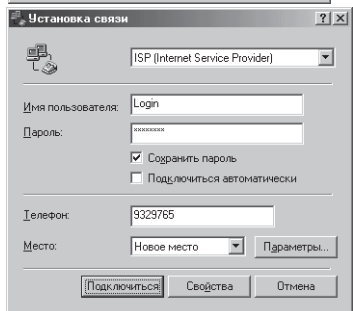 Установка связи
ISP (Internet Service Provider)
Имя пользователя: Login
Пароль: xxxxxxxx
Сохранить пароль
Подключиться автоматически
Телефон: 9329765
Место: Новое место Параметры...
Подключиться Свойства Отмена